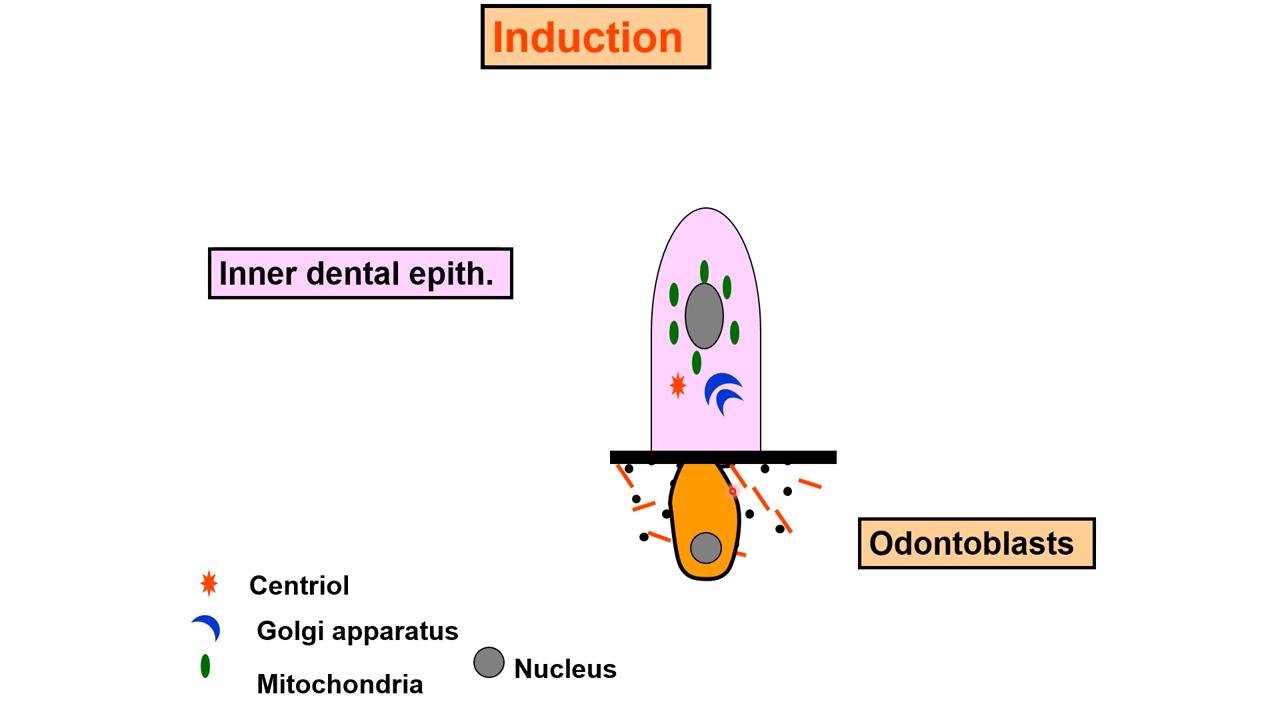 Induction
Inner dental epith.
Odontoblasts
Centriol
Golgi apparatus
Nucleus
Mitochondria